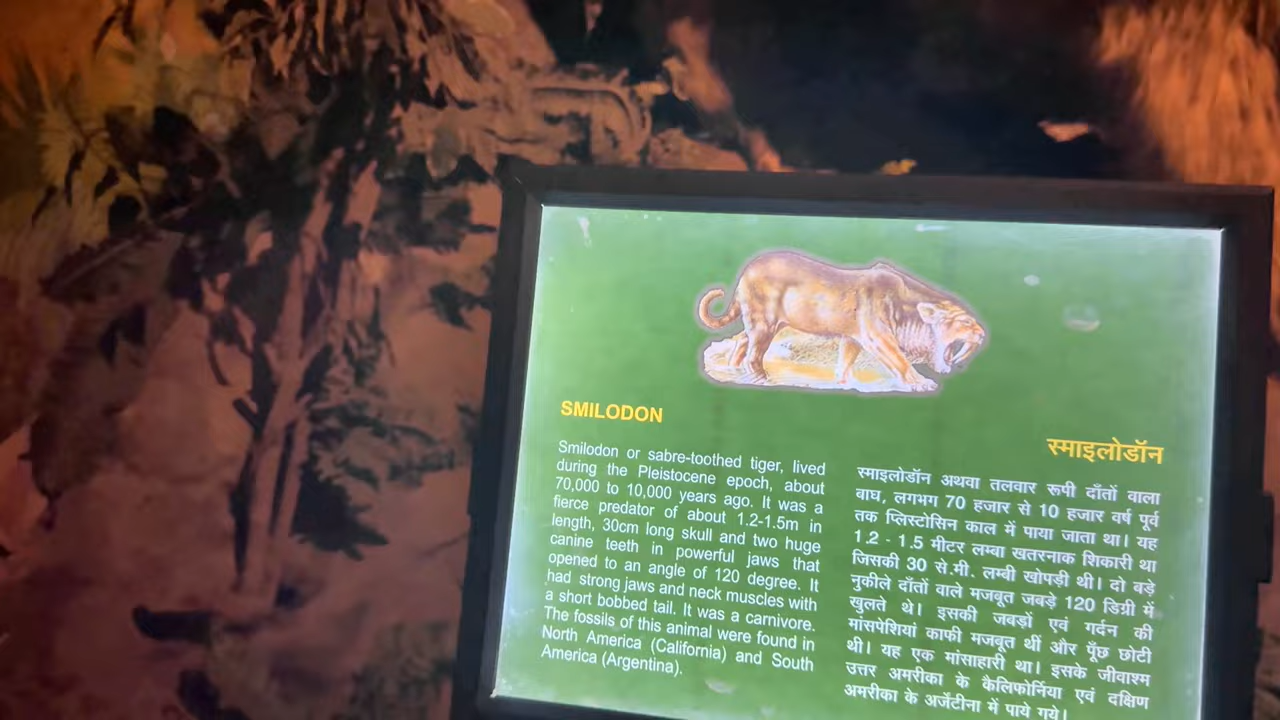 SMILODON
Smilodon or sabre-toothed tiger, lived
during the Pleistocene epoch, about
70,000 to 10,000 years ago. It was a
fierce predator of about 1.2-1.5m in
length, 30cm long skull and two huge
canine teeth in powerful jaws that
opened to an angle of 120 degree. It
had strong jaws and neck muscles with
a short bobbed tail. It was a carnivore.
The fossils of this animal were found in
North America (California) and South
America (Argentina).
स्माइलोडॉन
स्माइलोडॉन अथवा तलवार रूपी दाँतों वाला
वाघ, लगभग 70 हजार से 10 हजार वर्ष पूर्व
तक प्लिस्टोसिन काल में पाया जाता था। यह
1.2 - 1.5 मीटर लम्बा खतरनाक शिकारी था
जिसकी 30 से.मी. लम्बी खोपड़ी थी। दो बड़े
नुकीले दाँतों वाले मजबूत जबड़े 120 डिग्री में
खुलते थे। इसकी जबड़ों एवं गर्दन की
मांसपेशियां काफी मजबूत थीं और पूँछ छोटी
थी। यह एक मांसाहारी था। इसके जीवाश्म
उत्तर अमरीका के कैलिफोर्निया एवं दक्षिण
अमरीका के अर्जेंटीना में पाये गये।